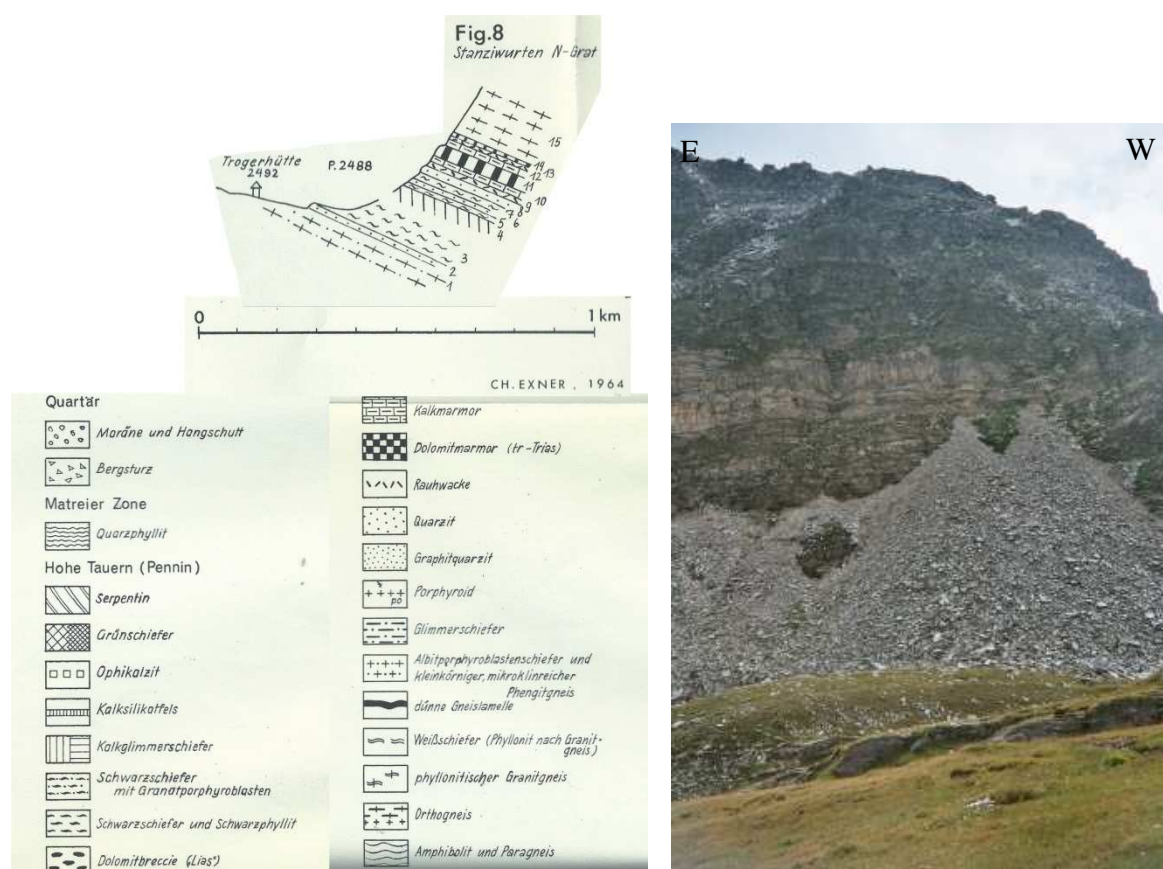 Fig.8
Stanziwurten N-Grat
Trogerhütte
2492
P. 2488
15
14
13
12
11
10
9
8
7
6
5
4
3
2
1
0
1 km
CH. EXNER, 1964
Quartär
Moräne und Hangschutt
Bergsturz
Matreier Zone
Quarzphyllit
Hohe Tauern (Pennin)
Serpentin
Grünschiefer
Ophikalzit
Kalksilikatfels
Kalkglimmerschiefer
Schwarzschiefer
mit Granatporphyroblasten
Schwarzschiefer und Schwarzphyllit
Dolomitbreccie („Lias")
Kalkmarmor
Dolomitmarmor (tr-Trias)
Rauhwacke
Quarzit
Graphitquarzit
Porphyroid
po
Glimmerschiefer
Albitporphyroblastenschiefer und
kleinkörniger, mikroklinreicher
Phengitgneis
dünne Gneislamelle
Weißschiefer (Phyllonit nach Granit-
gneis)
phyllonitischer Granitgneis
Orthogneis
Amphibolit und Paragneis
E
W